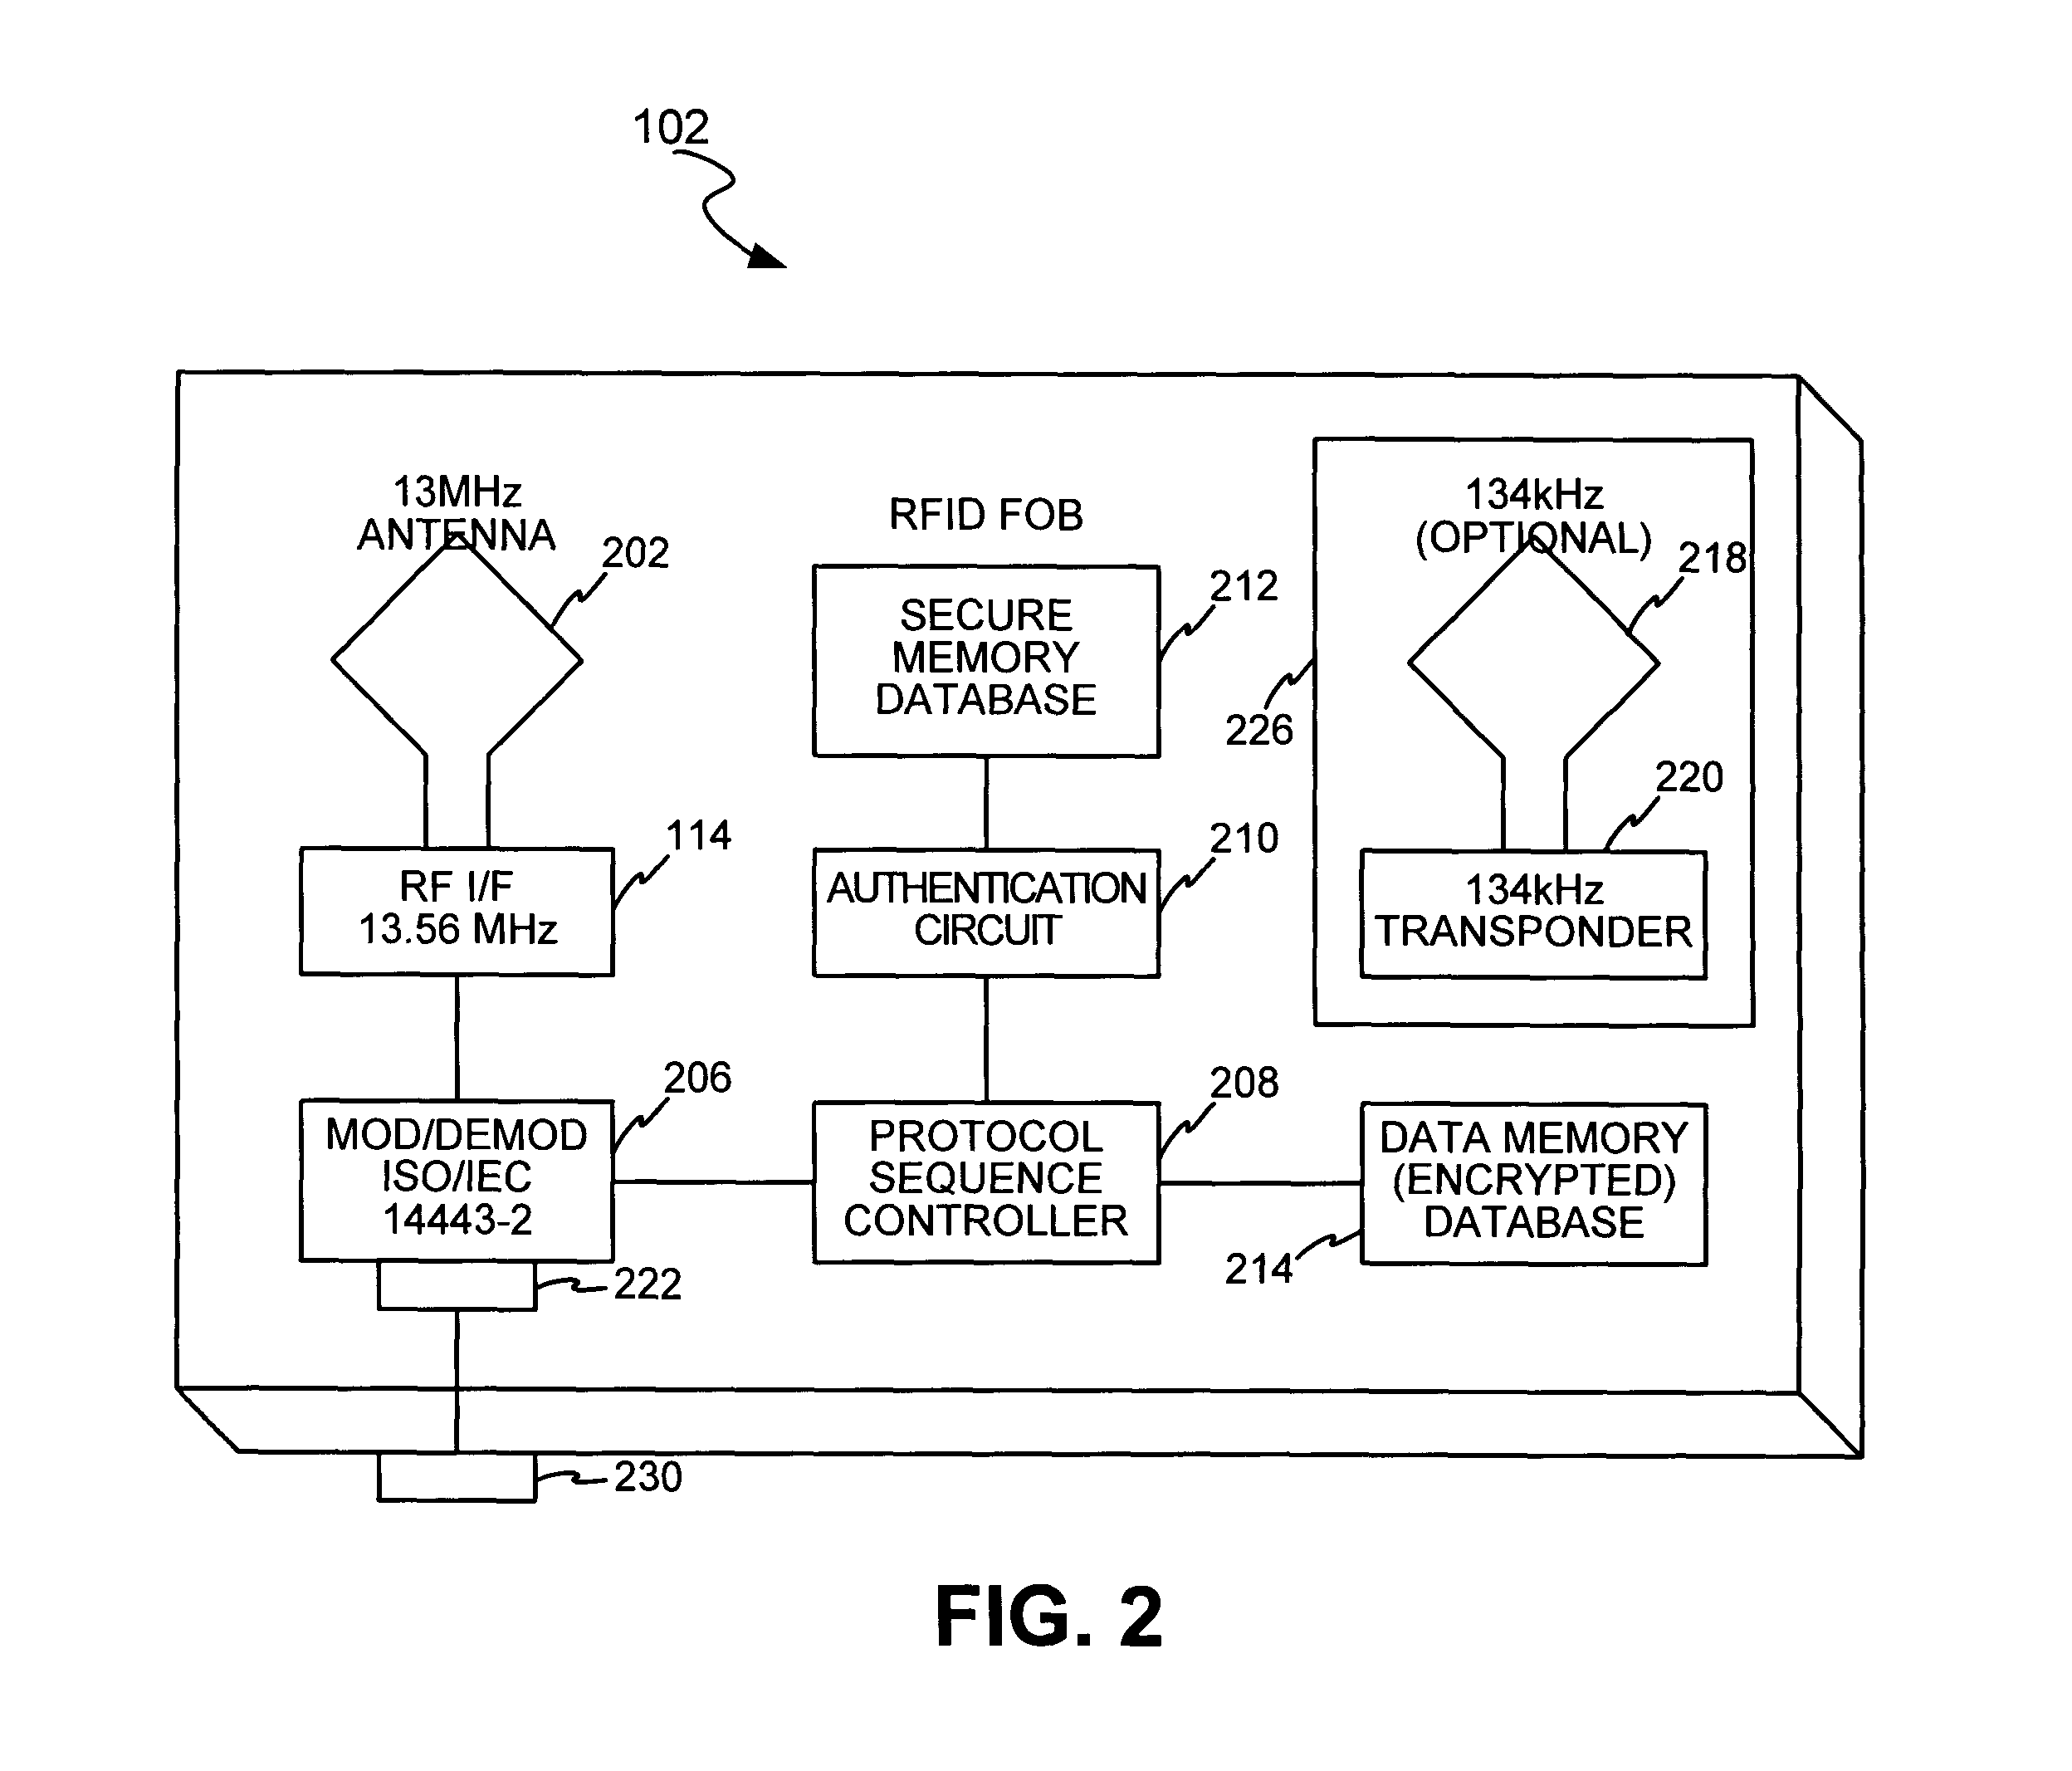 102
13MHz
ANTENNA
202
RFID FOB
134kHz
(OPTIONAL)
218
SECURE
MEMORY
DATABASE
212
226
220
RF I/F
13.56 MHz
114
AUTHENTICATION
CIRCUIT
210
134kHz
TRANSPONDER
MOD/DEMOD
ISO/IEC
14443-2
206
PROTOCOL
SEQUENCE
CONTROLLER
208
DATA MEMORY
(ENCRYPTED)
DATABASE
214
222
230
FIG. 2